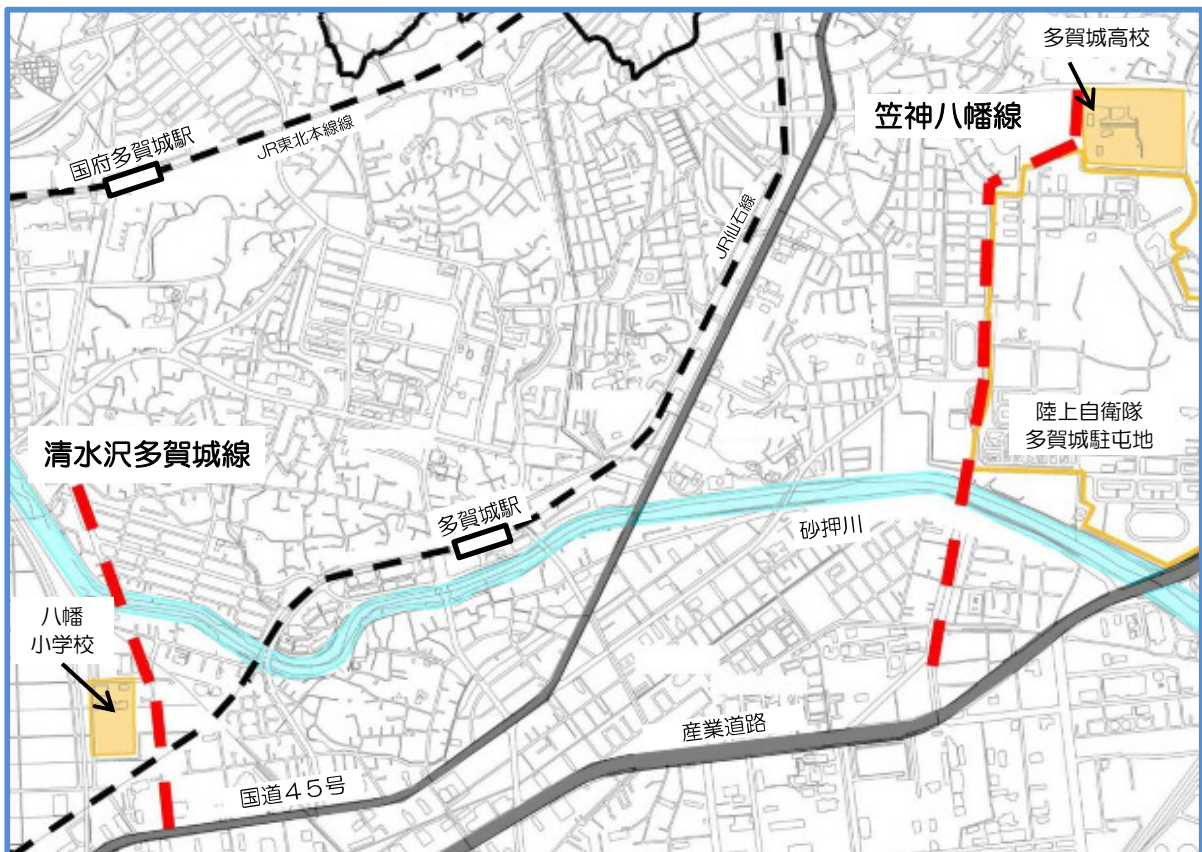 多賀城高校
笠神八幡線
国府多賀城駅
JR東北本線線
JR仙石線
陸上自衛隊
多賀城駐屯地
清水沢多賀城線
多賀城駅
砂押川
八幡
小学校
産業道路
国道45号